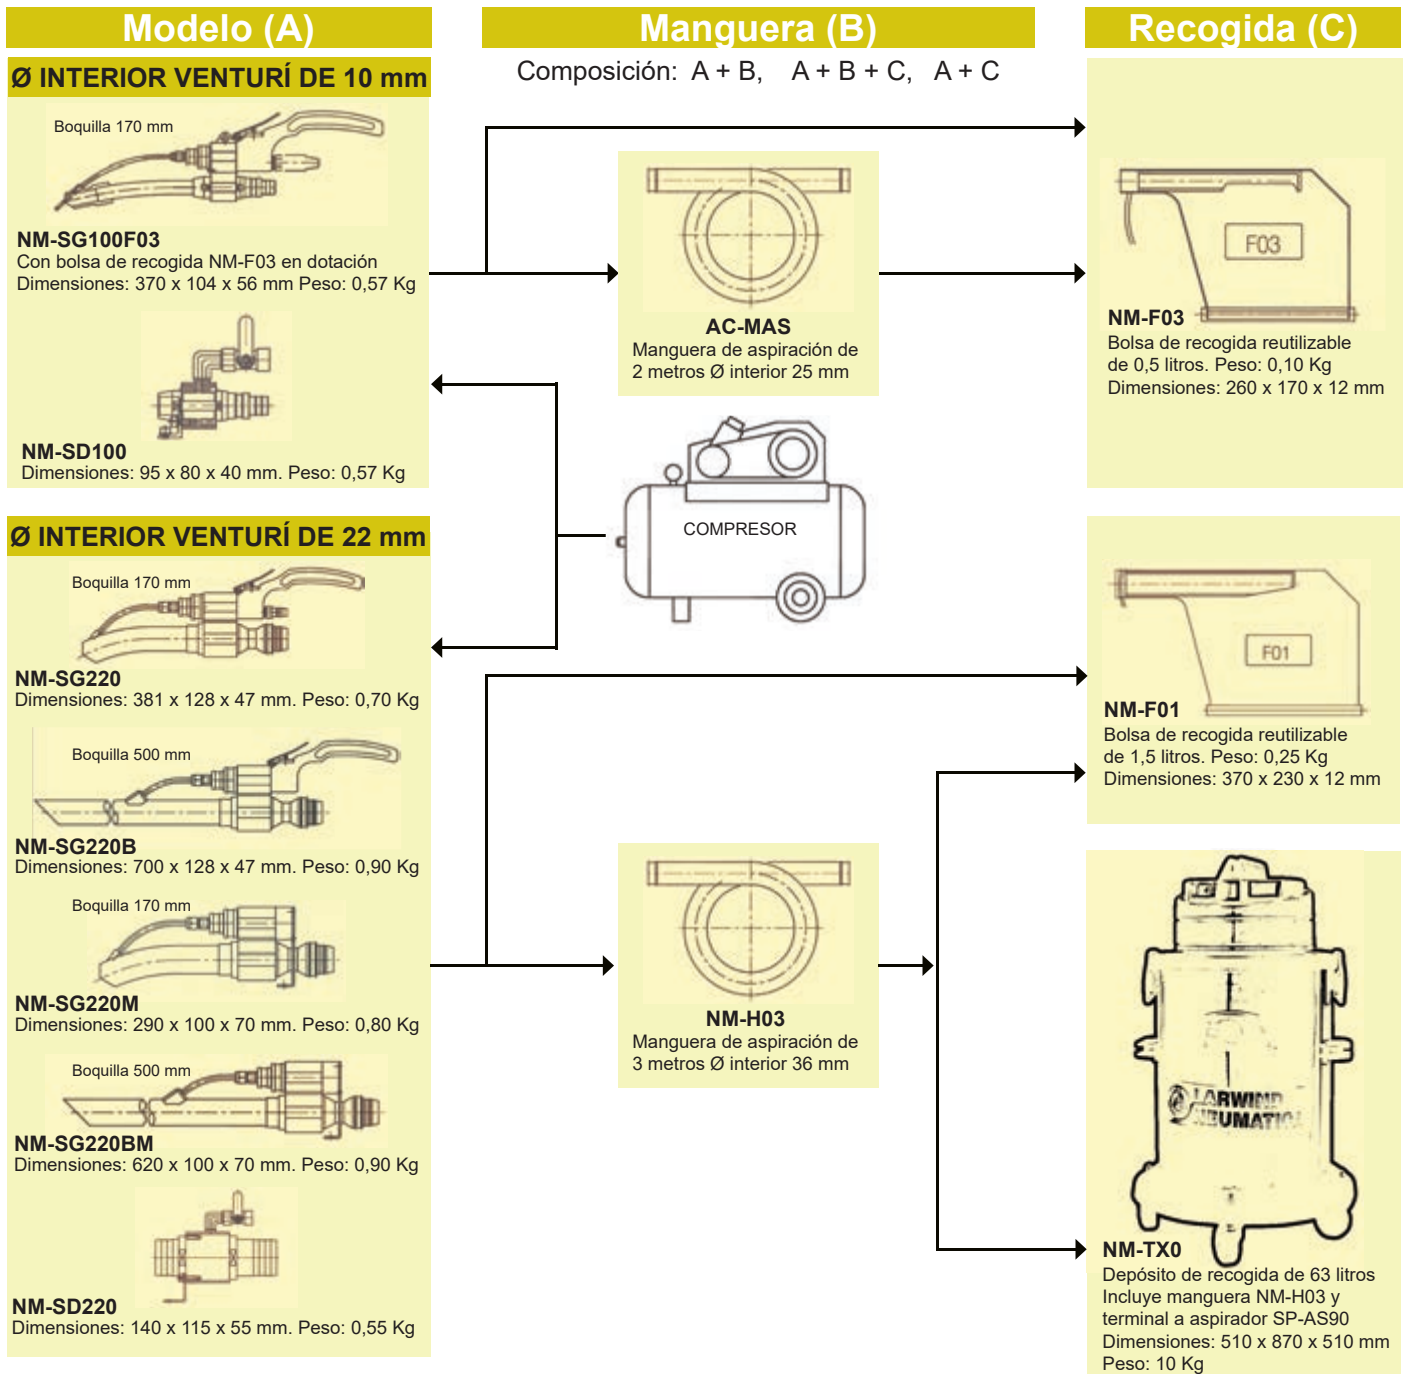 Modelo (A)
Manguera (B)
Recogida (C)
Composición: A + B, A + B + C, A + C
Ø INTERIOR VENTURÍ DE 10 mm
Boquilla 170 mm
NM-SG100F03
Con bolsa de recogida NM-F03 en dotación
Dimensiones: 370 x 104 x 56 mm Peso: 0,57 Kg
NM-SD100
Dimensiones: 95 x 80 x 40 mm. Peso: 0,57 Kg
Ø INTERIOR VENTURÍ DE 22 mm
Boquilla 170 mm
NM-SG220
Dimensiones: 381 x 128 x 47 mm. Peso: 0,70 Kg
Boquilla 500 mm
NM-SG220B
Dimensiones: 700 x 128 x 47 mm. Peso: 0,90 Kg
Boquilla 170 mm
NM-SG220M
Dimensiones: 290 x 100 x 70 mm. Peso: 0,80 Kg
Boquilla 500 mm
NM-SG220BM
Dimensiones: 620 x 100 x 70 mm. Peso: 0,90 Kg
NM-SD220
Dimensiones: 140 x 115 x 55 mm. Peso: 0,55 Kg
AC-MAS
Manguera de aspiración de
2 metros Ø interior 25 mm
COMPRESOR
NM-H03
Manguera de aspiración de
3 metros Ø interior 36 mm
F03
NM-F03
Bolsa de recogida reutilizable
de 0,5 litros. Peso: 0,10 Kg
Dimensiones: 260 x 170 x 12 mm
F01
NM-F01
Bolsa de recogida reutilizable
de 1,5 litros. Peso: 0,25 Kg
Dimensiones: 370 x 230 x 12 mm
NM-TX0
Depósito de recogida de 63 litros
Incluye manguera NM-H03 y
terminal a aspirador SP-AS90
Dimensiones: 510 x 870 x 510 mm
Peso: 10 Kg